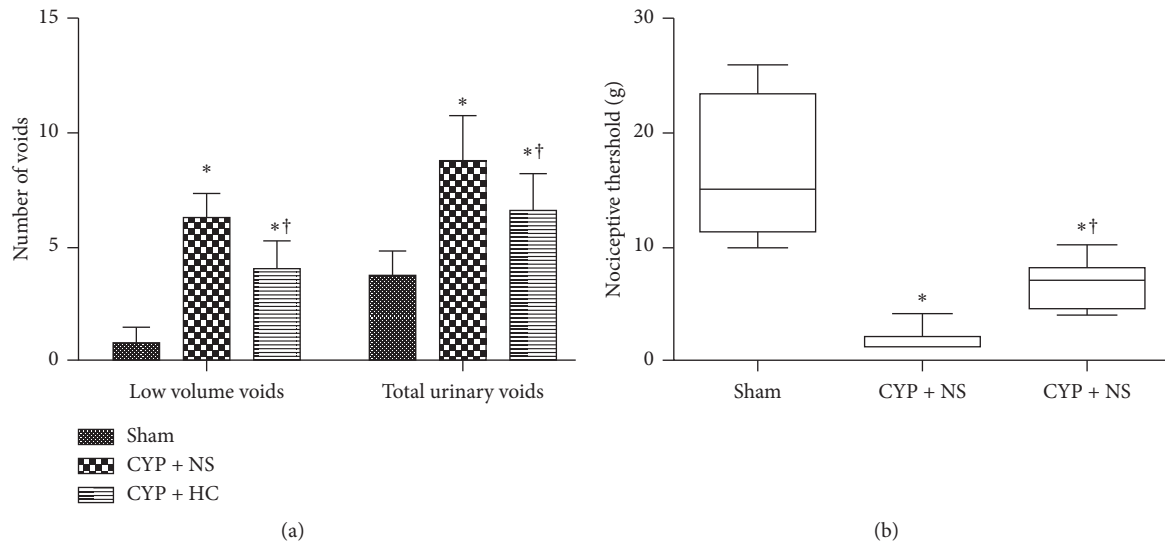 15
10
5
0
Number of voids
*
*†
*
*†
Low volume voids
Total urinary voids
Sham
CYP + NS
CYP + HC
(a)
30
20
10
0
Nociceptive thershold (g)
*
*†
Sham
CYP + NS
CYP + NS
(b)